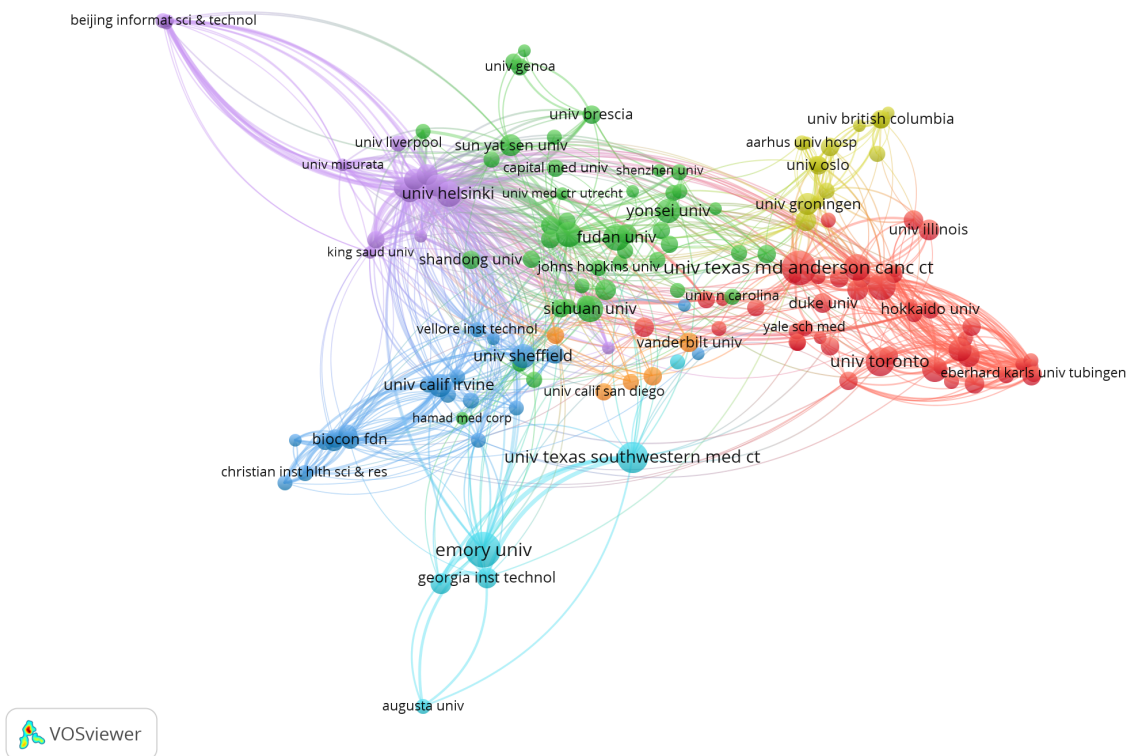 beijing informat sci & technol
univ genoa
univ brescia
univ british columbia
univ liverpool
sun yat sen univ
aarhus univ hosp
univ misurata
capital med univ
shenzhen univ
univ oslo
univ helsinki
univ med ctr utrecht
yonsei univ
univ groningen
fudan univ
univ illinois
king saud univ
shandong univ
johns hopkins univ
univ texas md anderson canc ct
univ n carolina
duke univ
sichuan univ
hokkaido univ
vellore inst technol
yale sch med
vanderbilt univ
univ sheffield
univ toronto
eberhard karls univ tubingen
univ calif irvine
univ calif san diego
hamad med corp
biocon fdn
univ texas southwestern med ct
christian inst hlth sci & res
emory univ
georgia inst technol
augusta univ
VOSviewer